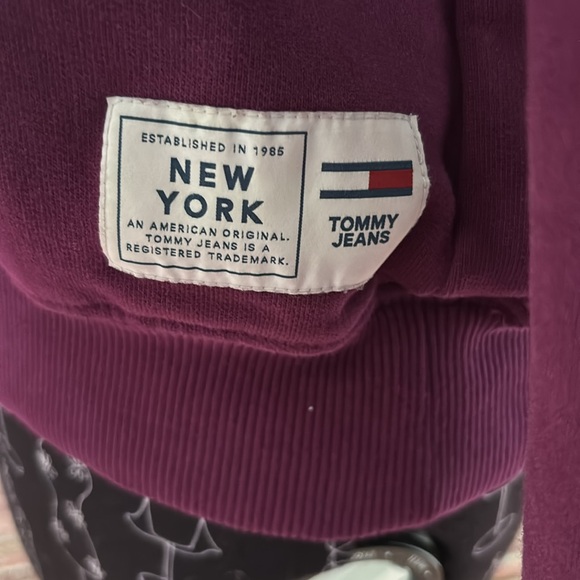 ESTABLISHED IN 1985
NEW
YORK
AN AMERICAN ORIGINAL.
TOMMY JEANS IS A
REGISTERED TRADEMARK.
TOMMY
JEANS